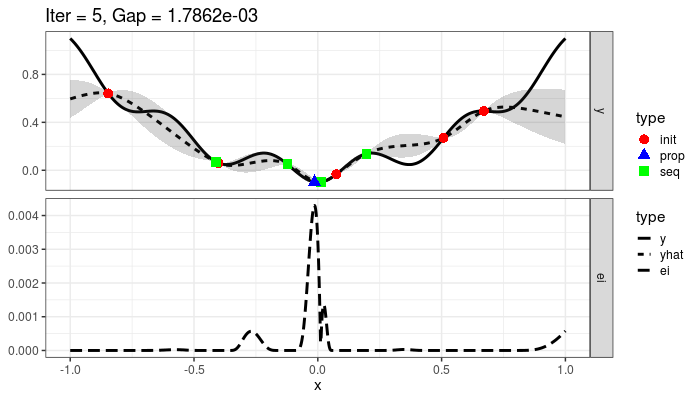 Iter = 5, Gap = 1.7862e-03
0.8
0.4
0.0
y
0.004
0.003
0.002
0.001
0.000
ei
-1.0 -0.5 0.0 0.5 1.0
x
type
init
prop
seq
type
y
yhat
ei